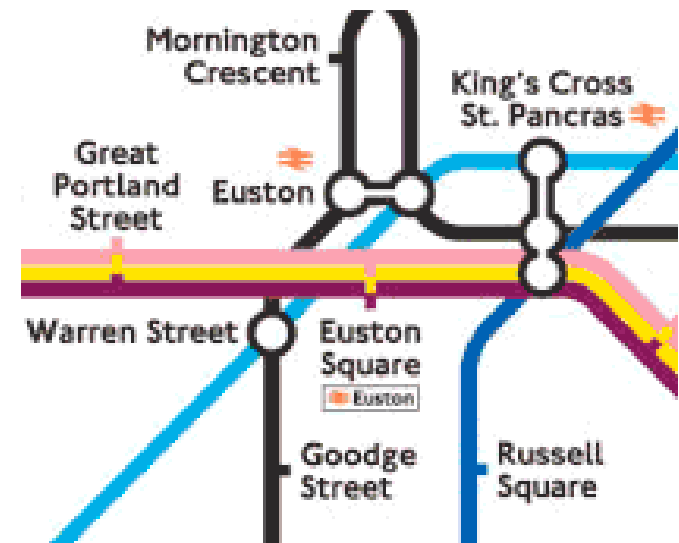 Mornington
Crescent
King's Cross
St. Pancras
Great
Portland
Street
Euston
Warren Street
Euston
Square
Euston
Goodge
Street
Russell
Square